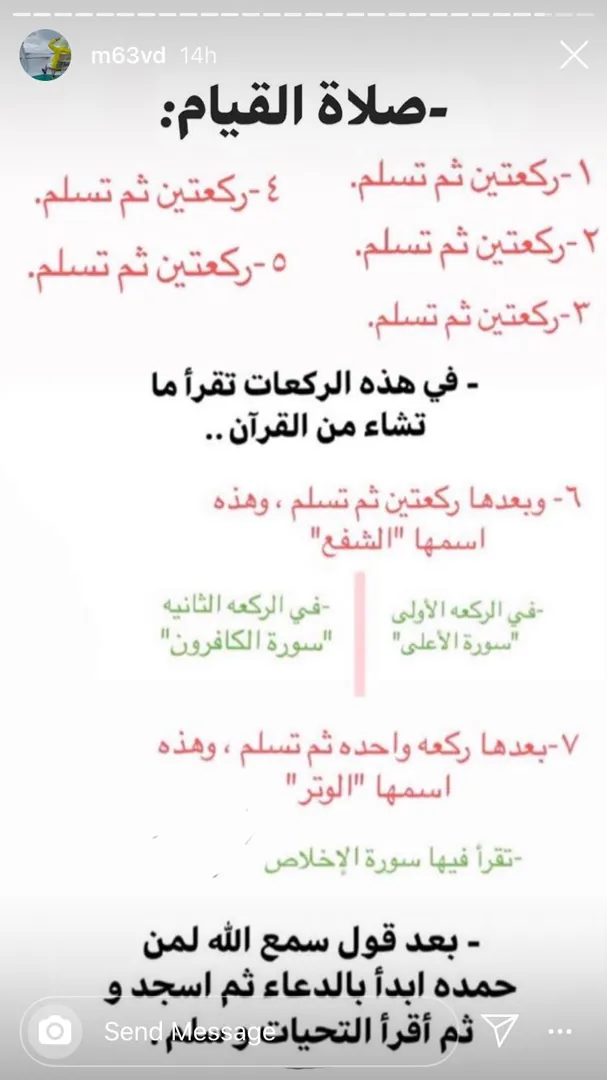 m63vd 14h
-صلاة القيام:
١-ركعتين ثم تسلم.
٢-ركعتين ثم تسلم.
٣-ركعتين ثم تسلم.
٤-ركعتين ثم تسلم.
٥-ركعتين ثم تسلم.
- في هذه الركعات تقرأ ما
تشاء من القرآن ..
٦- وبعدها ركعتين ثم تسلم ، وهذه
اسمها "الشفع"
-في الركعه الأولى
"سورة الأعلى"
-في الركعه الثانيه
"سورة الكافرون"
٧-بعدها ركعه واحده ثم تسلم ، وهذه
اسمها "الوتر"
-تقرأ فيها سورة الإخلاص
- بعد قول سمع الله لمن
حمده ابدأ بالدعاء ثم اسجد و
ثم أقرأ التحيات وسلم .
Send Message